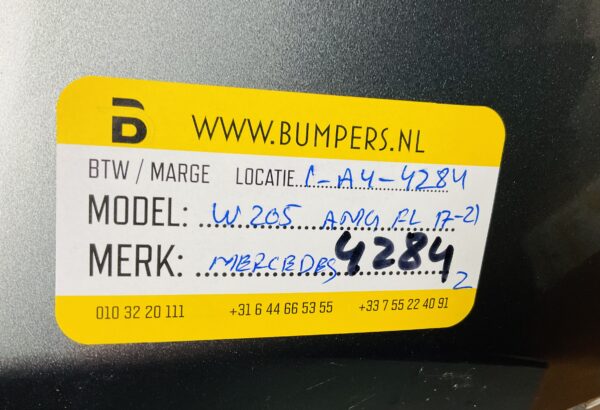 B WWW.BUMPERS.NL
BTW / MARGE LOCATIE C-A4-4284
MODEL: W205 AMG FL 17-21
MERK: MERCEDES 4284
2
010 32 20 111 +31 6 44 66 53 55 +33 7 55 22 40 91